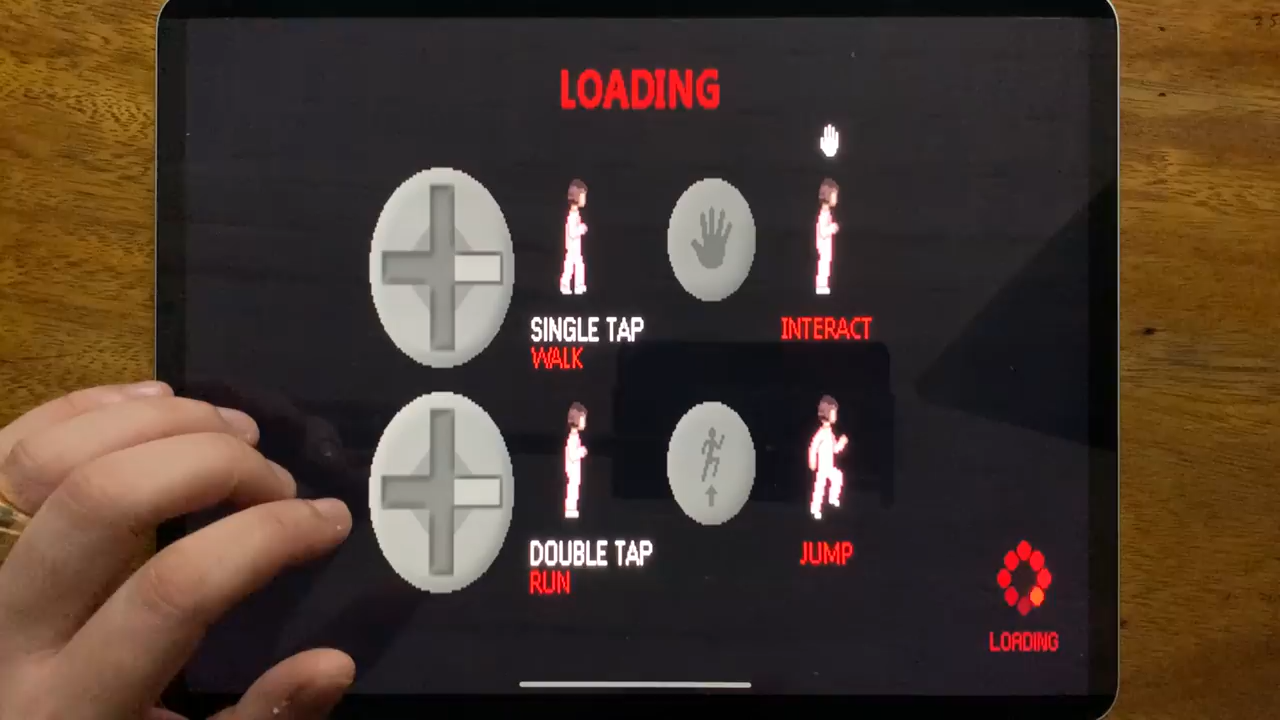 LOADING
SINGLE TAP
WALK
INTERACT
DOUBLE TAP
RUN
JUMP
LOADING